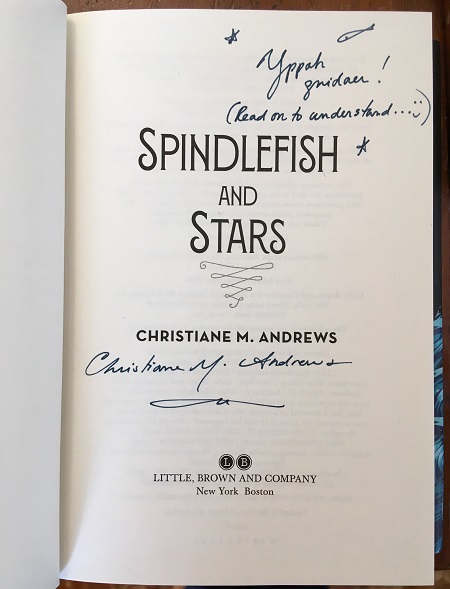 Yppah
gnidaer!
(Read on to understand...
SPINDLEFISH
AND
STARS
CHRISTIANE M. ANDREWS
Christiane M. Andrews
L B
LITTLE, BROWN AND COMPANY
New York Boston